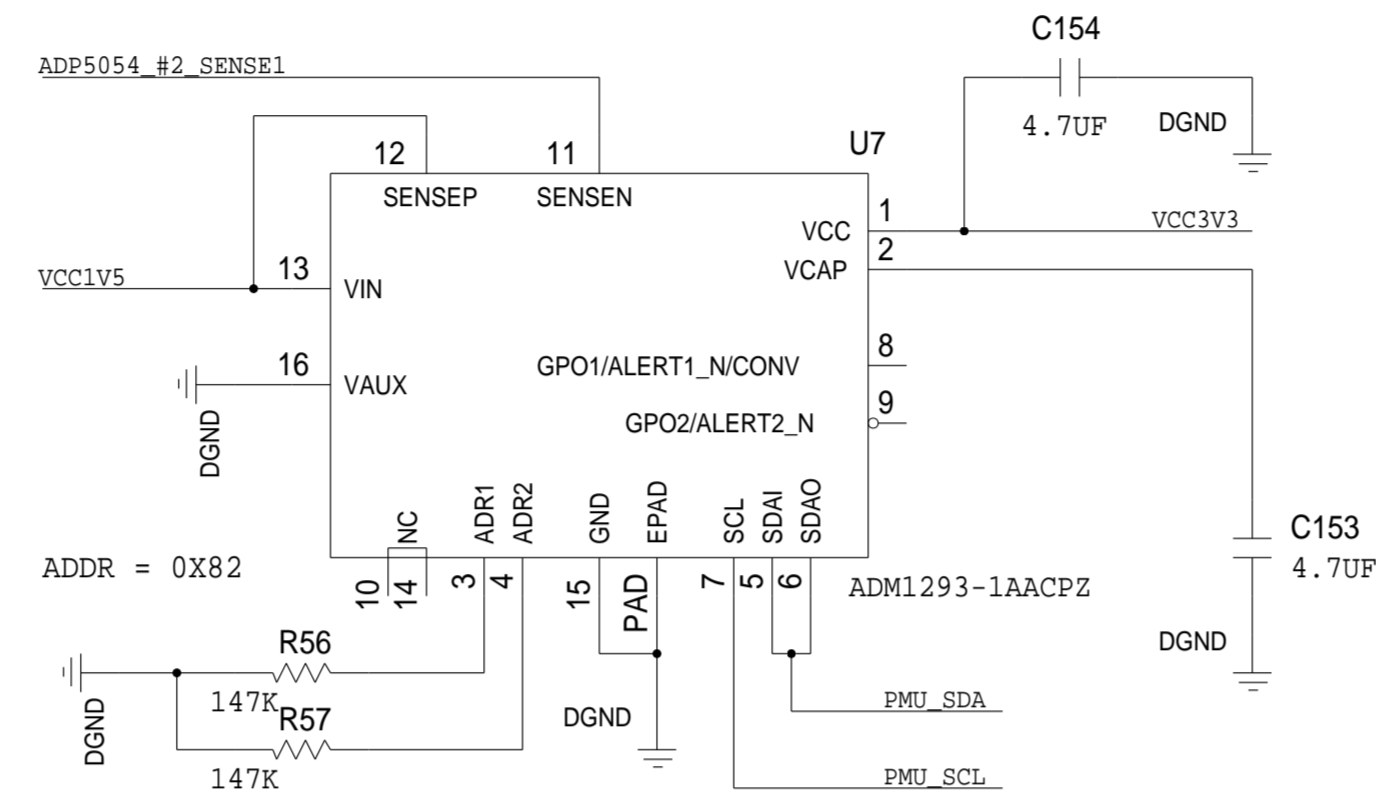 C154
ADP5054_#2_SENSE1
4.7UF
DGND
U7
12
11
SENSEP
SENSEN
1
VCC
VCC3V3
2
VCAP
VCC1V5
13
VIN
8
GPO1/ALERT1_N/CONV
16
VAUX
9
GPO2/ALERT2_N
DGND
NC
ADR1
ADR2
GND
EPAD
SCL
SDAI
SDAO
C153
4.7UF
ADDR = 0X82
10
14
3
4
15
PAD
7
5
6
ADM1293-1AACPZ
R56
DGND
147K
PMU_SDA
R57
DGND
DGND
147K
PMU_SCL